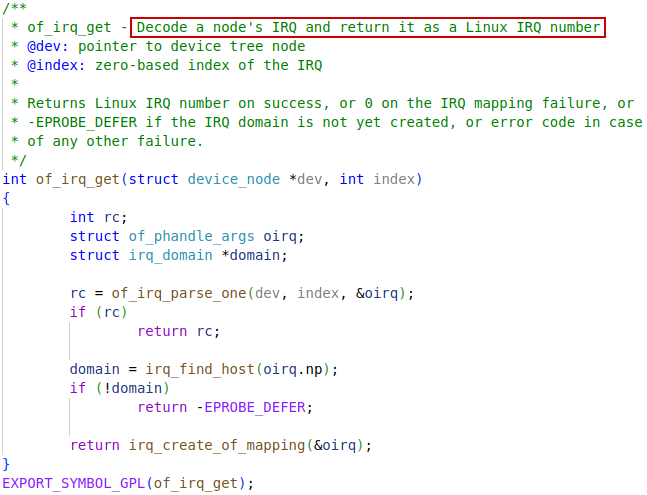 /**
 * of_irq_get - Decode a node's IRQ and return it as a Linux IRQ number
 * @dev: pointer to device tree node
 * @index: zero-based index of the IRQ
 *
 * Returns Linux IRQ number on success, or 0 on the IRQ mapping failure, or
 * -EPROBE_DEFER if the IRQ domain is not yet created, or error code in case
 * of any other failure.
 */
int of_irq_get(struct device_node *dev, int index)
{
        int rc;
        struct of_phandle_args oirq;
        struct irq_domain *domain;

        rc = of_irq_parse_one(dev, index, &oirq);
        if (rc)
                return rc;

        domain = irq_find_host(oirq.np);
        if (!domain)
                return -EPROBE_DEFER;

        return irq_create_of_mapping(&oirq);
}
EXPORT_SYMBOL_GPL(of_irq_get);